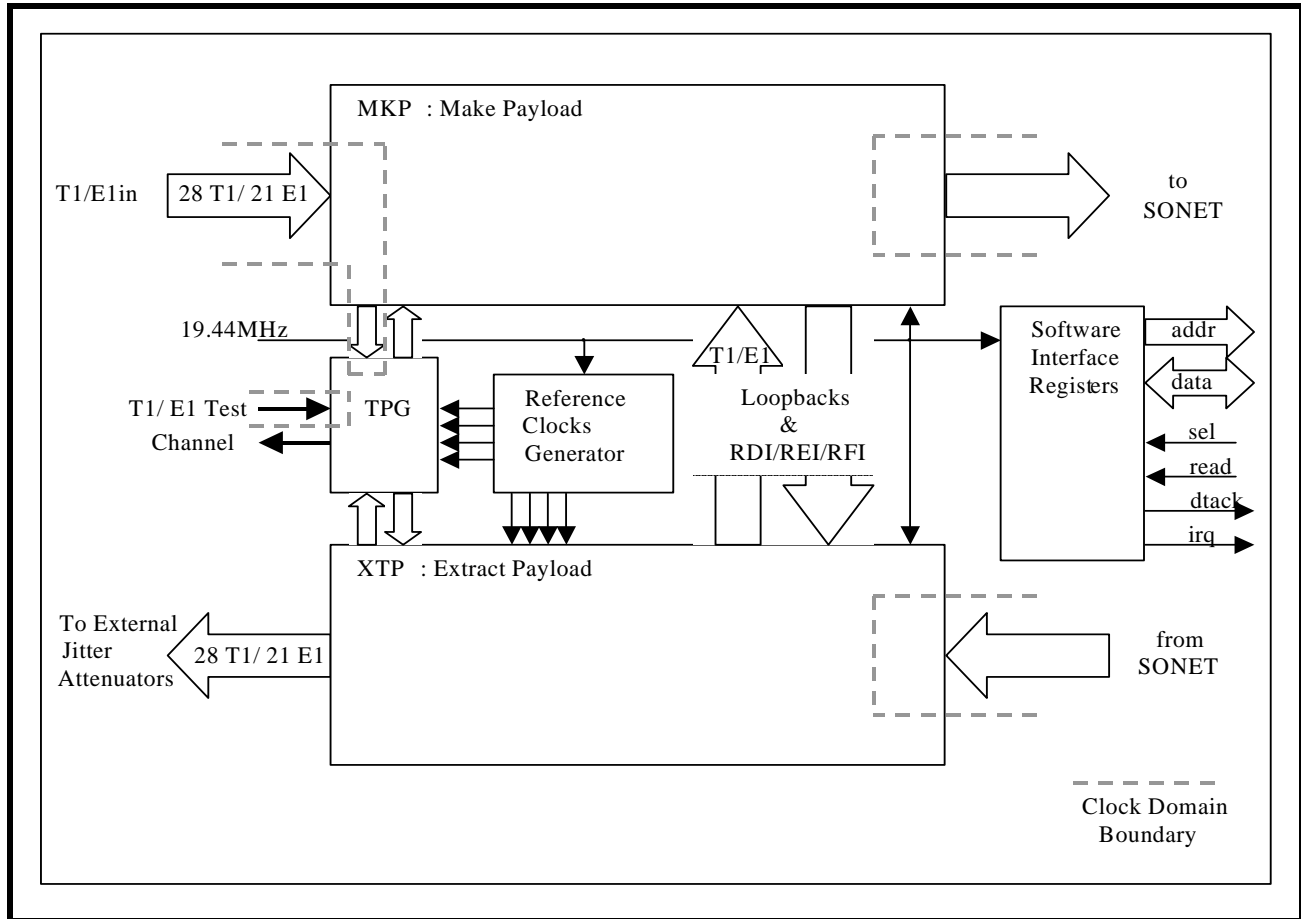 MKP : Make Payload
T1/E1in
28 T1/ 21 E1
to
SONET
19.44MHz
T1/E1
Software
Interface
Registers
addr
data
sel
read
dtack
irq
T1/ E1 Test
Channel
TPG
Reference
Clocks
Generator
Loopbacks
&
RDI/REI/RFI
XTP : Extract Payload
To External
Jitter
Attenuators
28 T1/ 21 E1
from
SONET
Clock Domain
Boundary